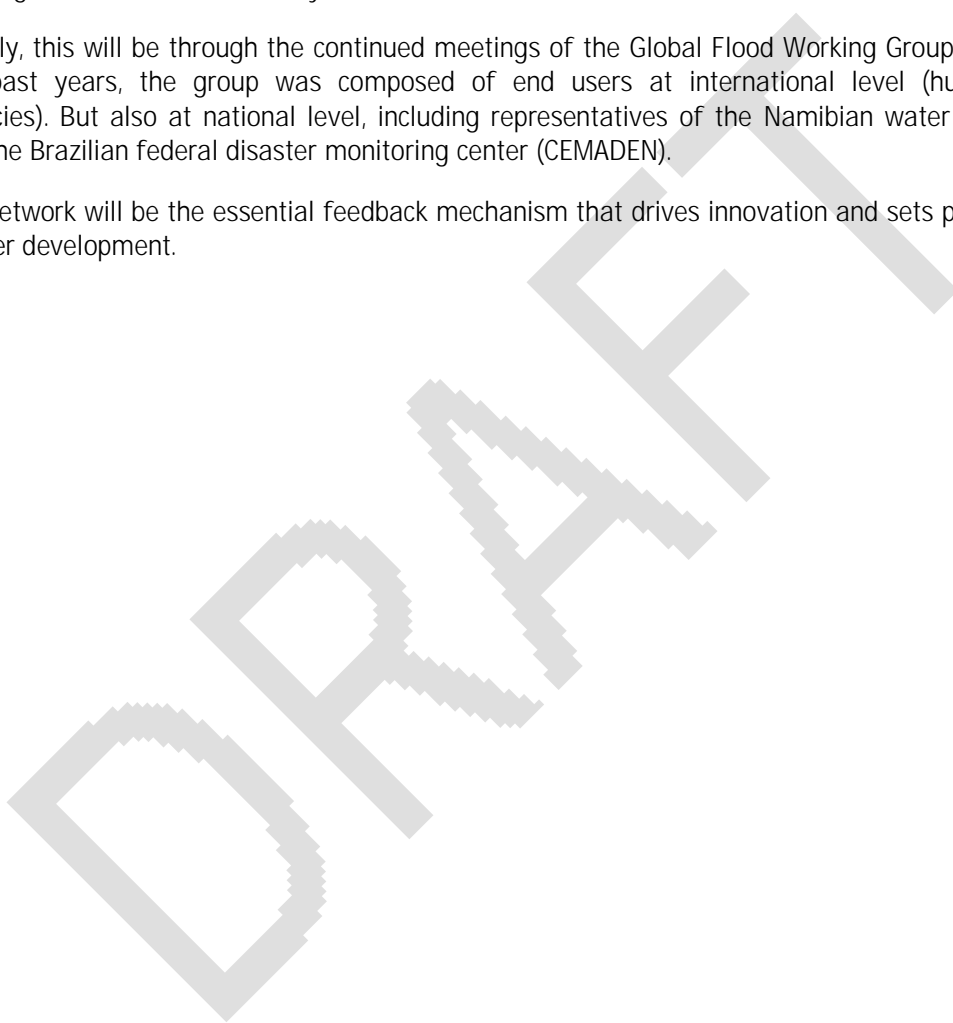 ly, this will be through the continued meetings of the Global Flood Working Group
past years, the group was composed of end users at international level (hu
cies). But also at national level, including representatives of the Namibian water
he Brazilian federal disaster monitoring center (CEMADEN).
etwork will be the essential feedback mechanism that drives innovation and sets p
er development.
DRAFT